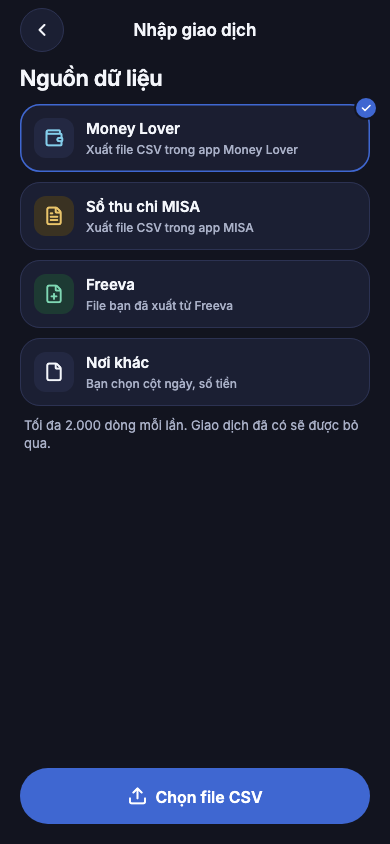 Nhập giao dịch
Nguồn dữ liệu
Money Lover
Xuất file CSV trong app Money Lover
Sổ thu chi MISA
Xuất file CSV trong app MISA
Freeva
File bạn đã xuất từ Freeva
Nơi khác
Bạn chọn cột ngày, số tiền
Tối đa 2.000 dòng mỗi lần. Giao dịch đã có sẽ được bỏ
qua.
Chọn file CSV